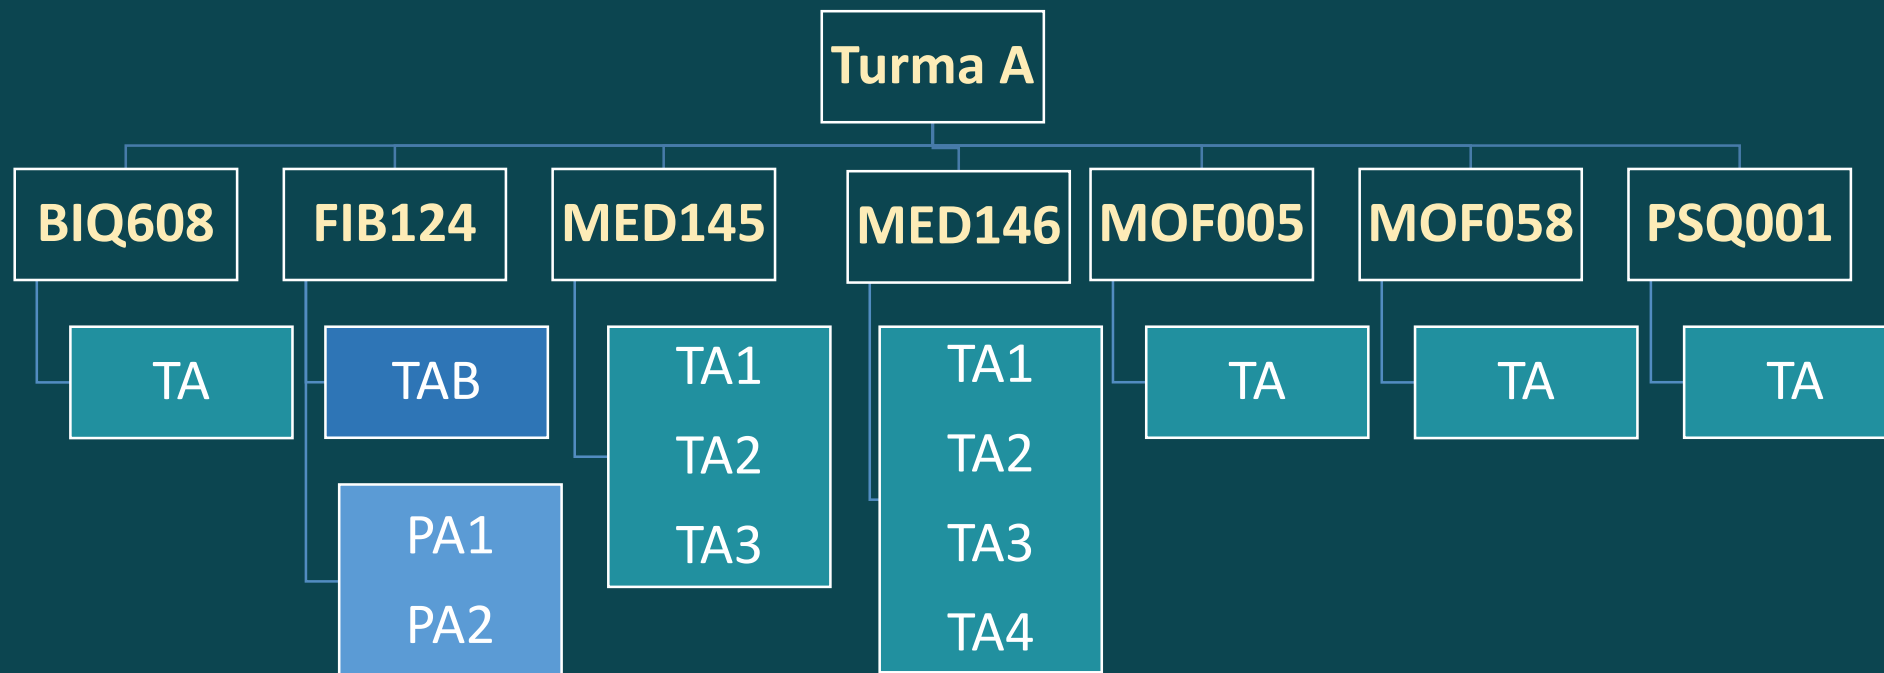 Turma A
BIQ608
FIB124
MED145
MED146
MOF005
MOF058
PSQ001
TA
TAB
PA1
PA2
TA1
TA2
TA3
TA1
TA2
TA3
TA4
TA
TA
TA